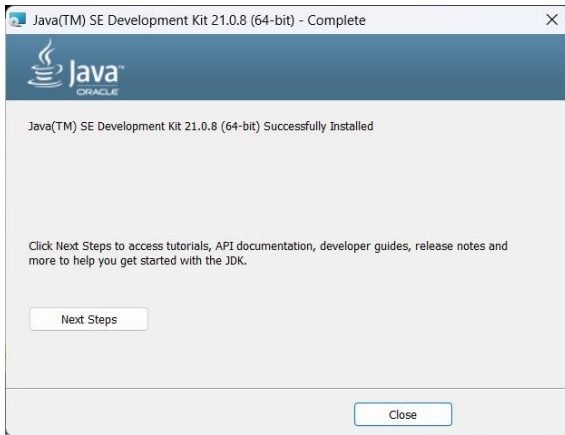 Java(TM) SE Development Kit 21.0.8 (64-bit) - Complete
Java™
ORACLE
Java(TM) SE Development Kit 21.0.8 (64-bit) Successfully Installed
Click Next Steps to access tutorials, API documentation, developer guides, release notes and
more to help you get started with the JDK.
Next Steps
Close